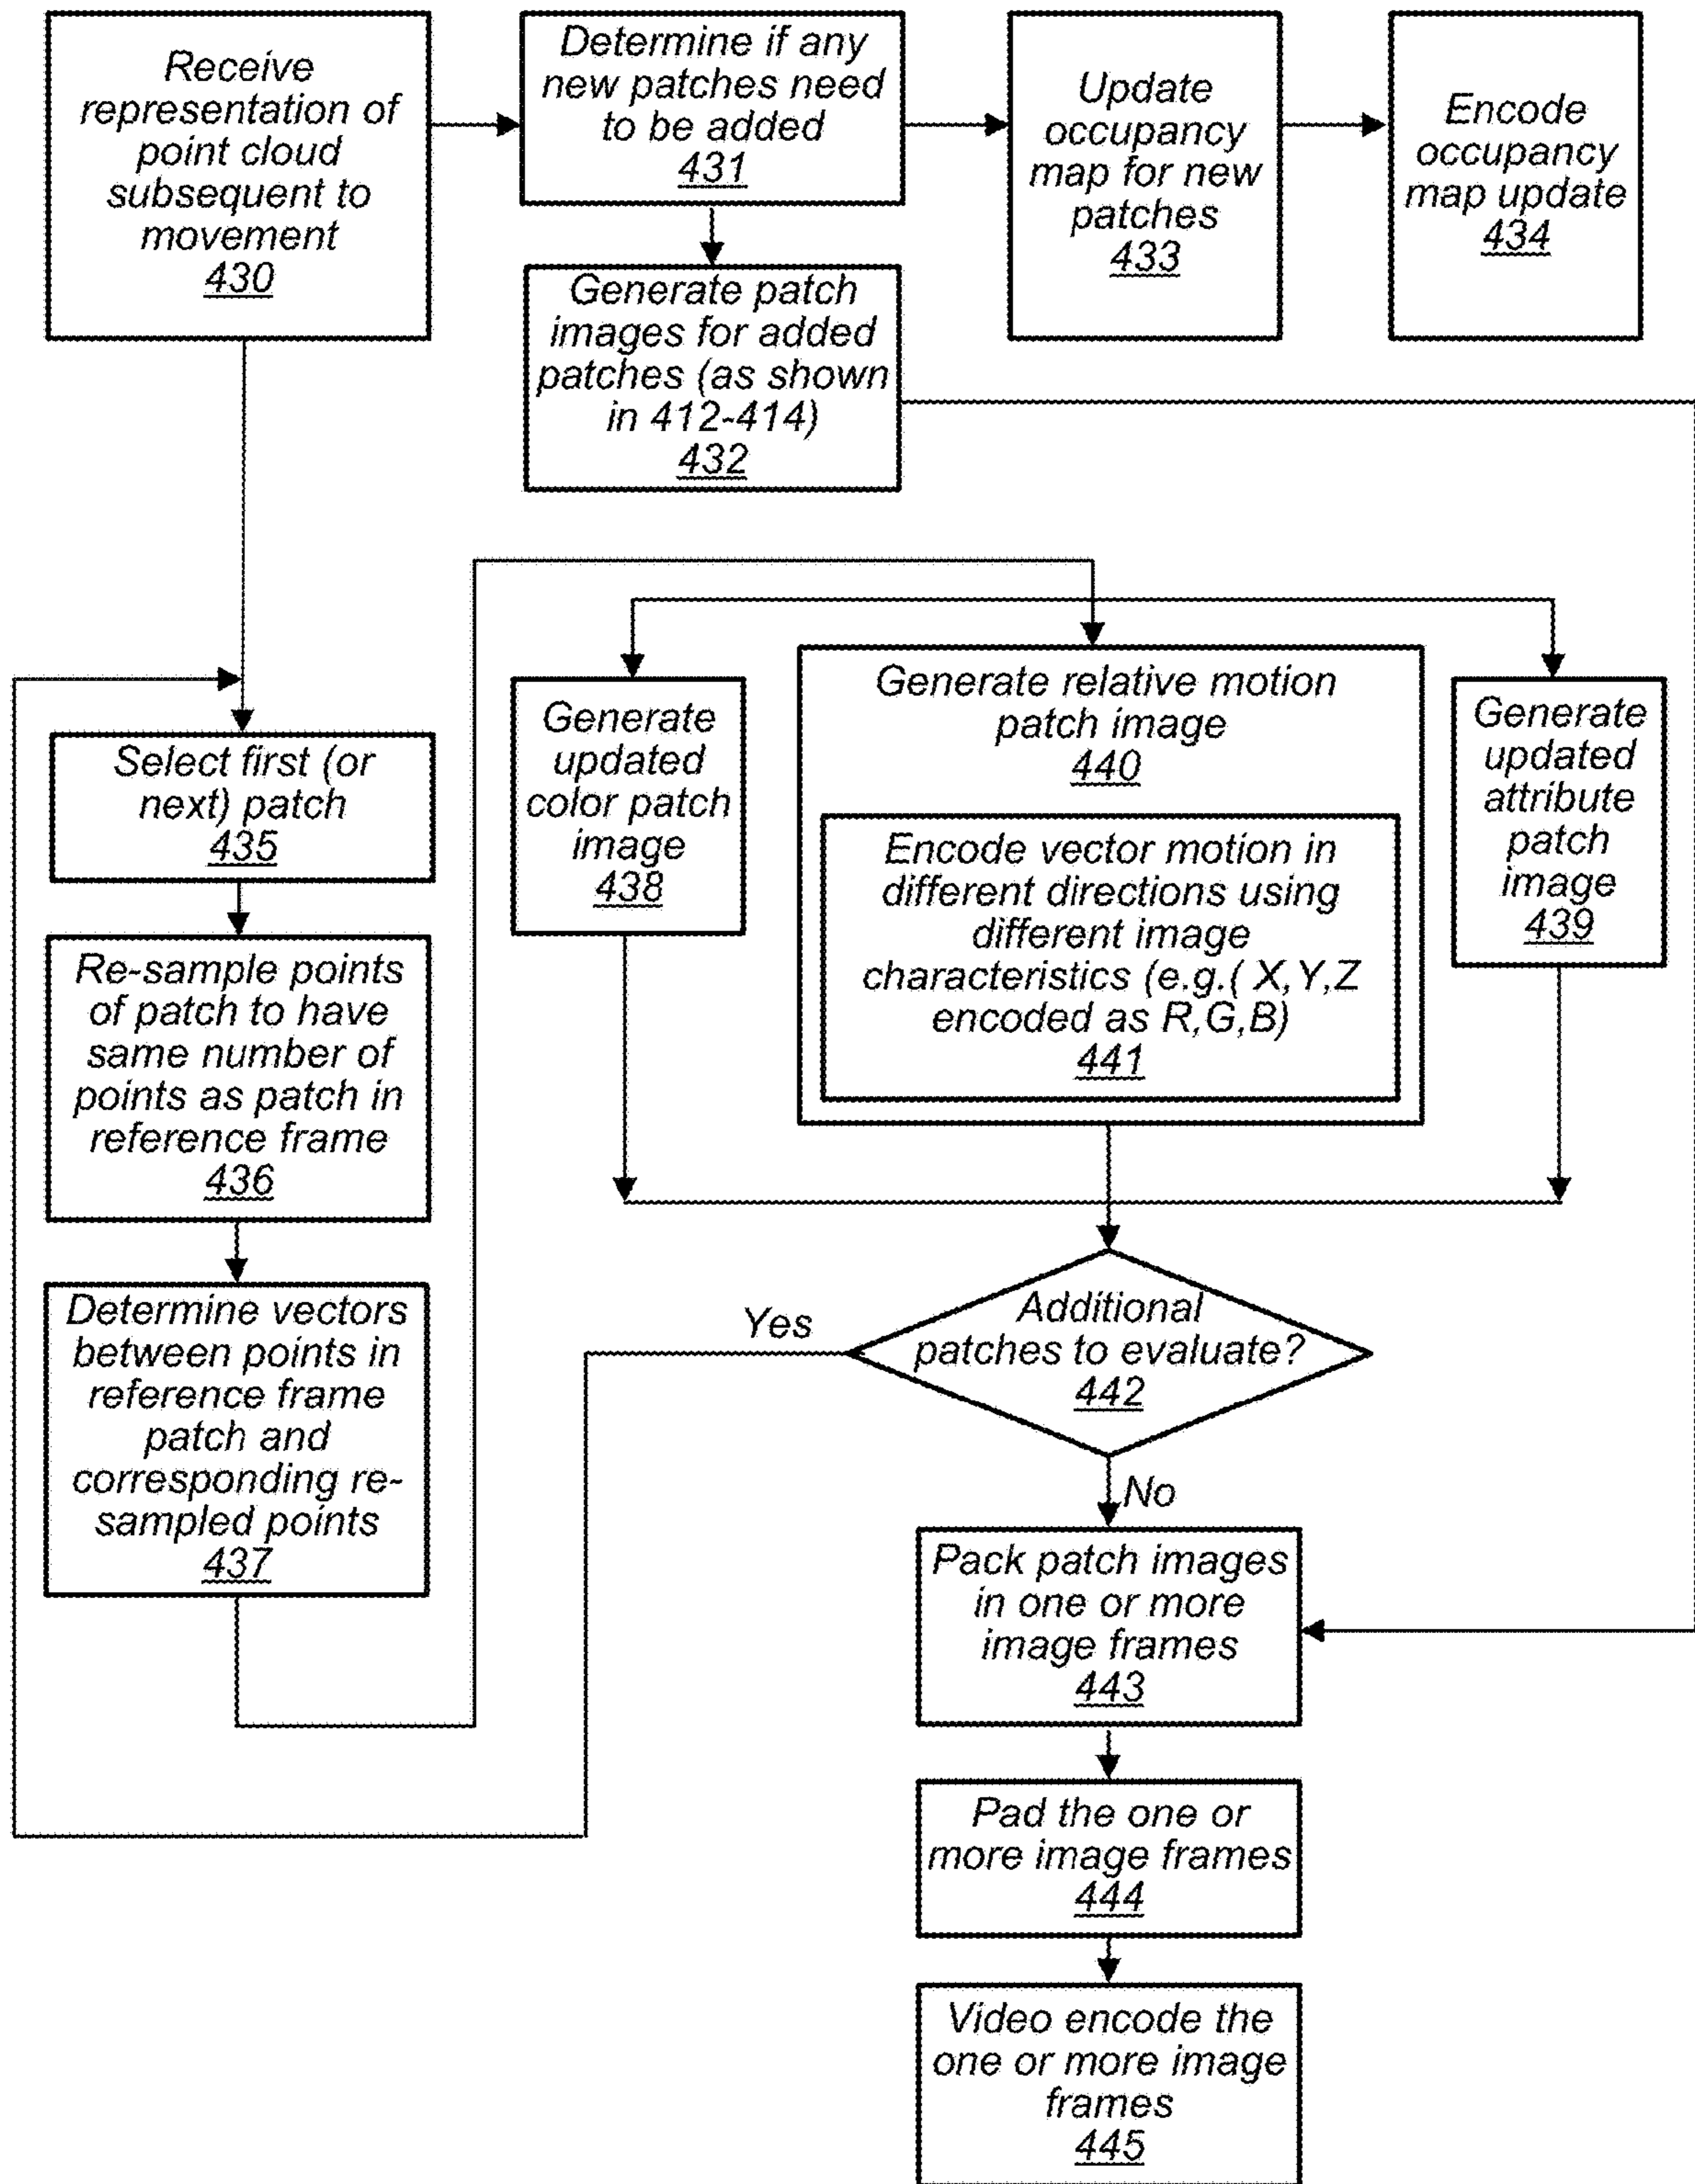 Receive
representation of
point cloud
subsequent to
movement
430
Determine if any
new patches need
to be added
431
Update
occupancy
map for new
patches
433
Encode
occupancy
map update
434
Generate patch
images for added
patches (as shown
in 412-414)
432
Select first (or
next) patch
435
Re-sample points
of patch to have
same number of
points as patch in
reference frame
436
Determine vectors
between points in
reference frame
patch and
corresponding re-
sampled points
437
Generate
updated
color patch
image
438
Generate relative motion
patch image
440
Encode vector motion in
different directions using
different image
characteristics (e.g.( X,Y,Z
encoded as R,G,B)
441
Generate
updated
attribute
patch
image
439
Additional
patches to evaluate?
442
Yes
No
Pack patch images
in one or more
image frames
443
Pad the one or
more image frames
444
Video encode the
one or more image
frames
445